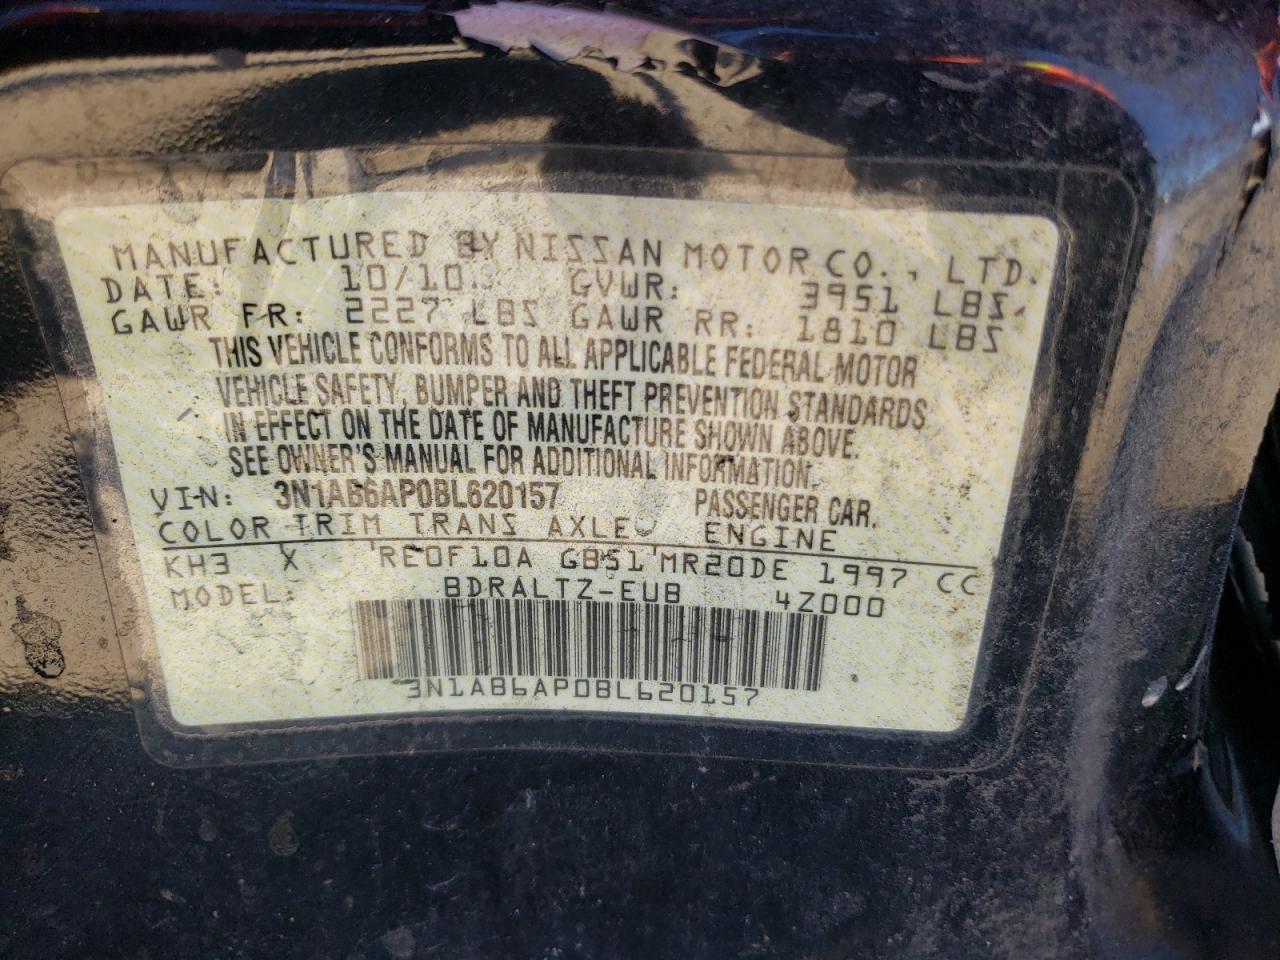 MANUFACTURED BY NISSAN MOTOR CO., LTD.
DATE: 10/10 GVWR: 3951 LBS
GAWR FR: 2227 LBS GAWR RR: 1810 LBS
THIS VEHICLE CONFORMS TO ALL APPLICABLE FEDERAL MOTOR
VEHICLE SAFETY, BUMPER AND THEFT PREVENTION STANDARDS
IN EFFECT ON THE DATE OF MANUFACTURE SHOWN ABOVE.
SEE OWNER'S MANUAL FOR ADDITIONAL INFORMATION.
VIN: 3N1AB6AP0BL620157 PASSENGER CAR.
COLOR TRIM TRANS AXLE ENGINE
KH3 X RE0F10A GB51 MR20DE 1997 CC
MODEL: BDRALTZ-EUB 4Z000
3N1AB6AP0BL620157